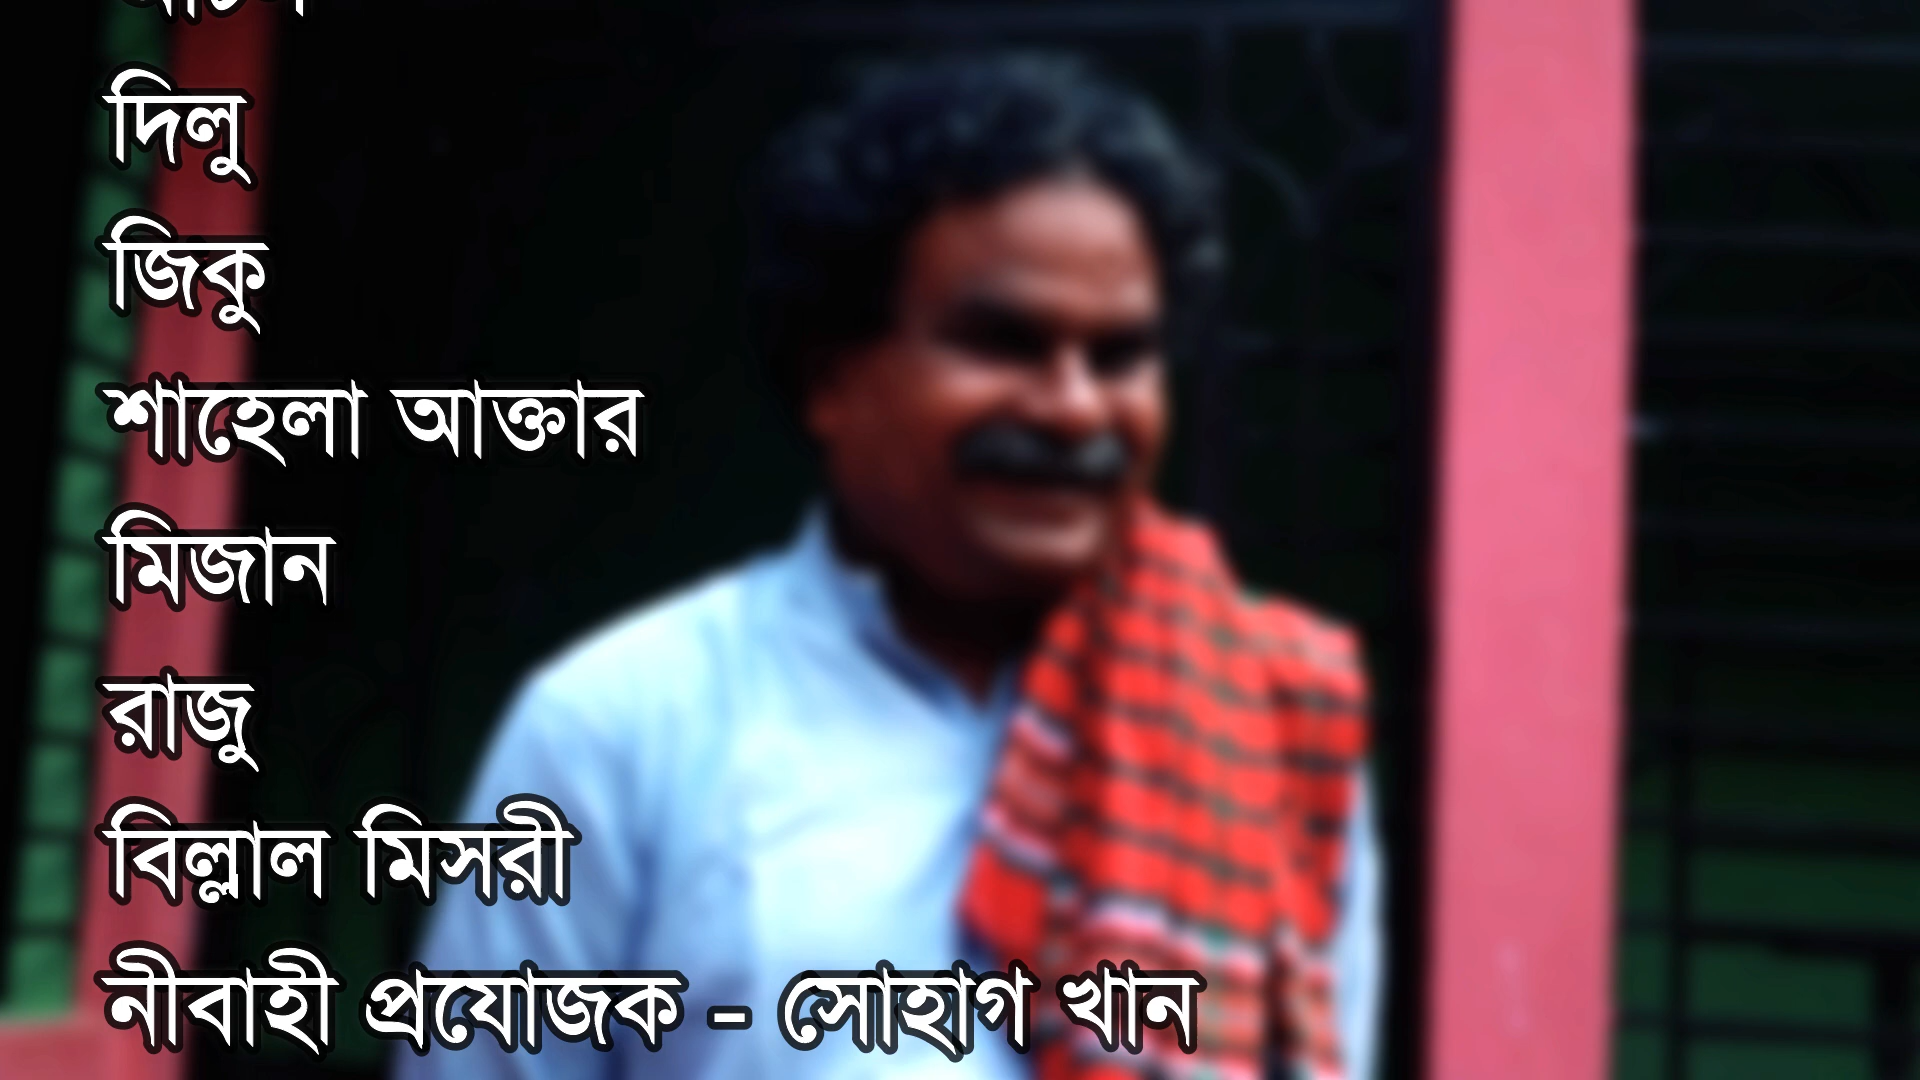 দিলু
জিকু
শাহেলা আক্তার
মিজান
রাজু
বিল্লাল মিসরী
নীবাহী প্রযোজক - সোহাগ খান